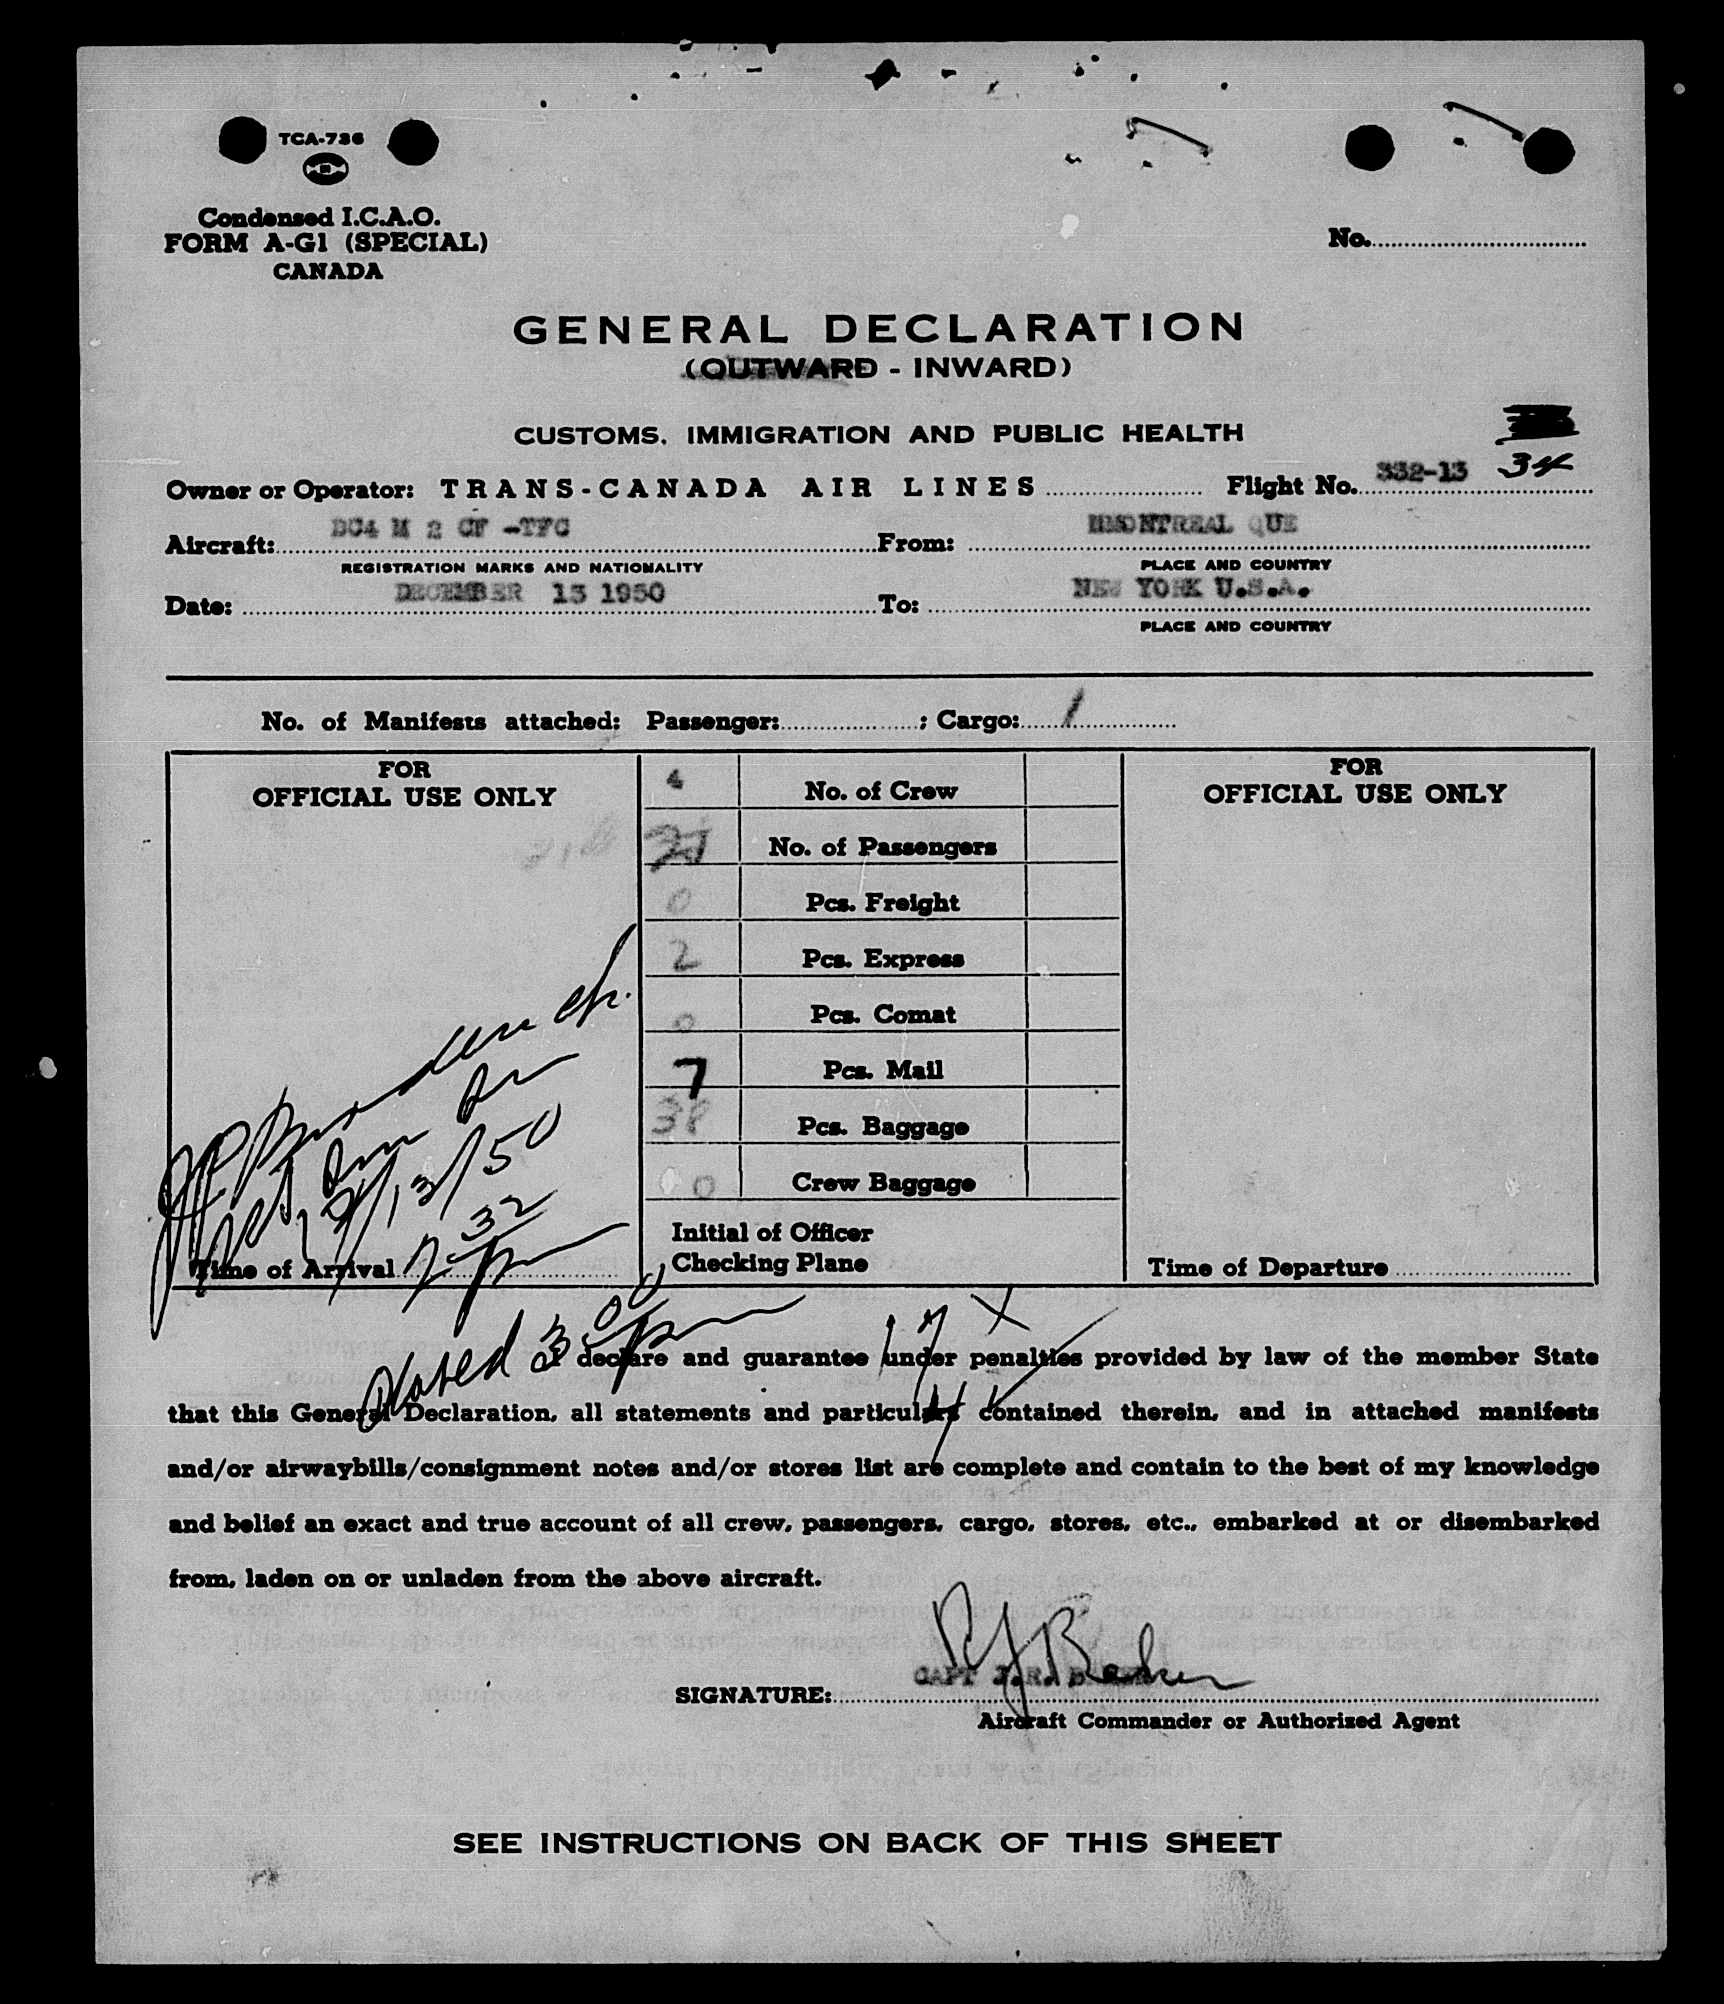 TCA-736
Condensed I.C.A.O.
FORM A-G1 (SPECIAL)
CANADA
No.
GENERAL DECLARATION
(OUTWARD - INWARD)
CUSTOMS, IMMIGRATION AND PUBLIC HEALTH
34
Owner or Operator: TRANS-CANADA AIR LINES Flight No. 332-13
Aircraft: DC4 M 2 CF -TFC From: MMONTREAL QUE
REGISTRATION MARKS AND NATIONALITY PLACE AND COUNTRY
Date: DECEMBER 13 1950 To: NEW YORK U.S.A.
PLACE AND COUNTRY
No. of Manifests attached: Passenger: ; Cargo: 1
FOR
OFFICIAL USE ONLY
4 No. of Crew
No. of Passengers
0 Pcs. Freight
2 Pcs. Express
0 Pcs. Comat
7 Pcs. Mail
38 Pcs. Baggage
0 Crew Baggage
Initial of Officer
Checking Plane
FOR
OFFICIAL USE ONLY
13/50
Time of Arrival 2 32 pm
Time of Departure
3 00 pm
17 X
I declare and guarantee under penalties provided by law of the member State
that this General Declaration, all statements and particulars contained therein, and in attached manifests
and/or airwaybills/consignment notes and/or stores list are complete and contain to the best of my knowledge
and belief an exact and true account of all crew, passengers, cargo, stores, etc., embarked at or disembarked
from, laden on or unladen from the above aircraft.
RJ Baker
SIGNATURE: CAPT J.R.
Aircraft Commander or Authorized Agent
SEE INSTRUCTIONS ON BACK OF THIS SHEET